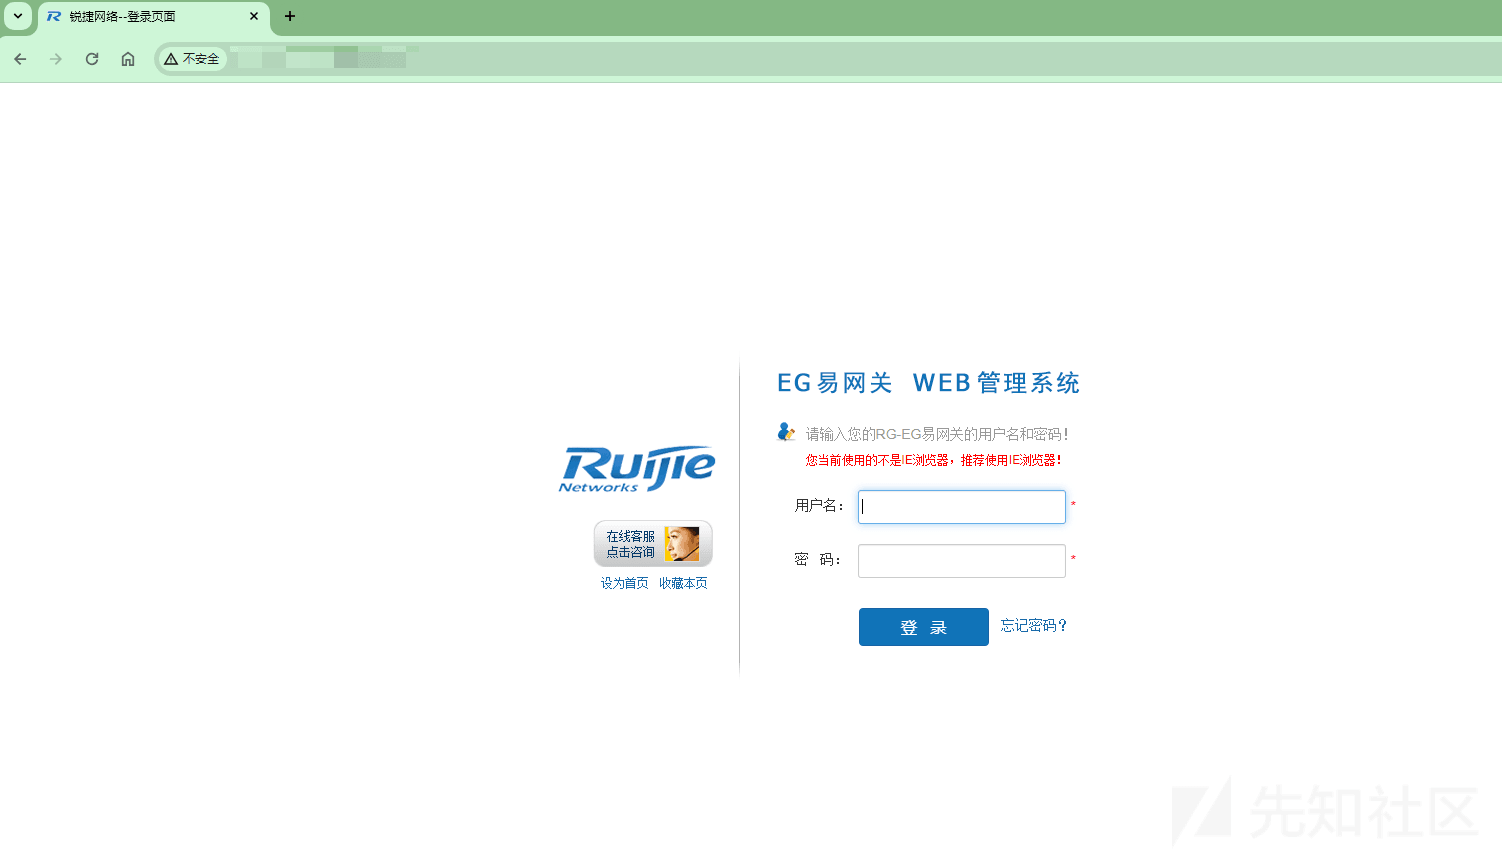 锐捷网络--登录页面
不安全
EG易网关 WEB管理系统
请输入您的RG-EG易网关的用户名和密码！
您当前使用的不是IE浏览器，推荐使用IE浏览器！
Ruijie
Networks
用户名： *
在线客服
点击咨询
密 码： *
设为首页 收藏本页
登 录 忘记密码？
先知社区